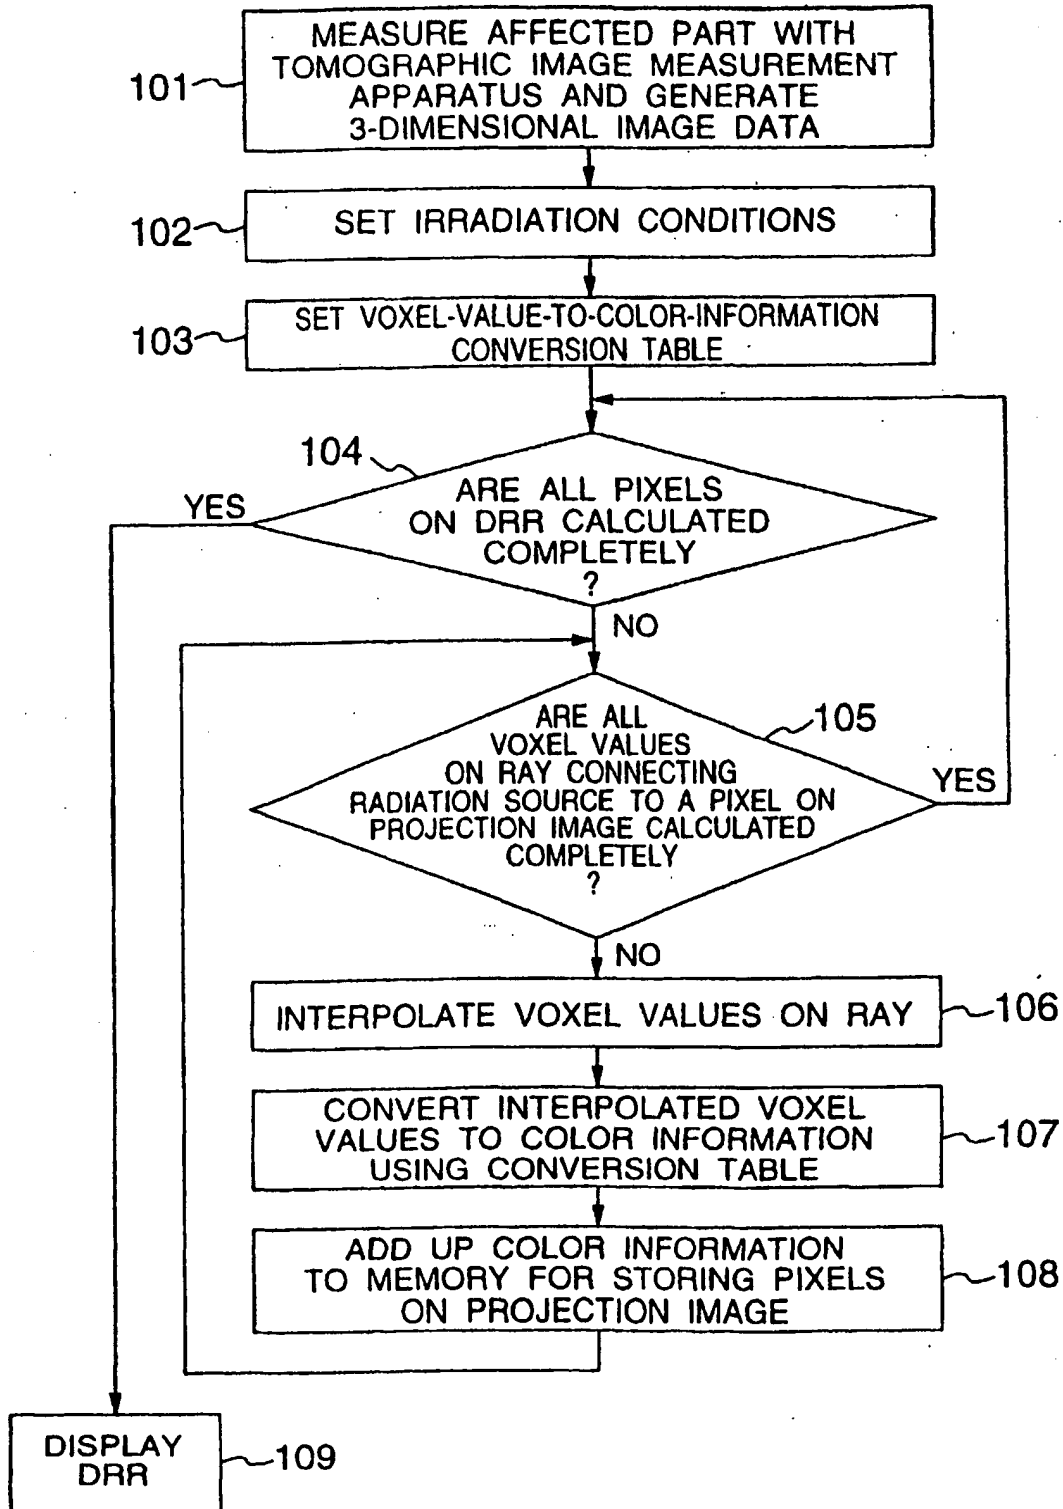 MEASURE AFFECTED PART WITH
TOMOGRAPHIC IMAGE MEASUREMENT
APPARATUS AND GENERATE
3-DIMENSIONAL IMAGE DATA
101
SET IRRADIATION CONDITIONS
102
SET VOXEL-VALUE-TO-COLOR-INFORMATION
CONVERSION TABLE
103
104
YES
ARE ALL PIXELS
ON DRR CALCULATED
COMPLETELY
?
NO
105
ARE ALL
VOXEL VALUES
ON RAY CONNECTING
RADIATION SOURCE TO A PIXEL ON
PROJECTION IMAGE CALCULATED
COMPLETELY
?
YES
NO
INTERPOLATE VOXEL VALUES ON RAY
106
CONVERT INTERPOLATED VOXEL
VALUES TO COLOR INFORMATION
USING CONVERSION TABLE
107
ADD UP COLOR INFORMATION
TO MEMORY FOR STORING PIXELS
ON PROJECTION IMAGE
108
DISPLAY
DRR
109